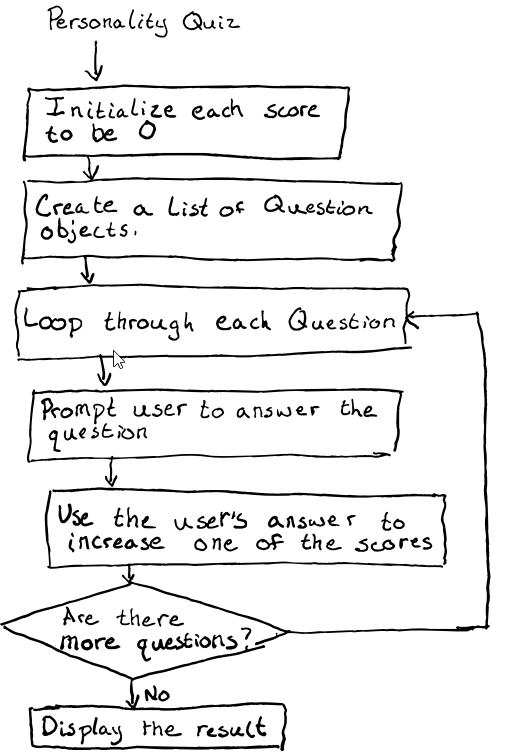 Personality Quiz
Initialize each score
to be 0
Create a List of Question
objects.
Loop through each Question
Prompt user to answer the
question
Use the user's answer to
increase one of the scores
Are there
more questions?
No
Display the result